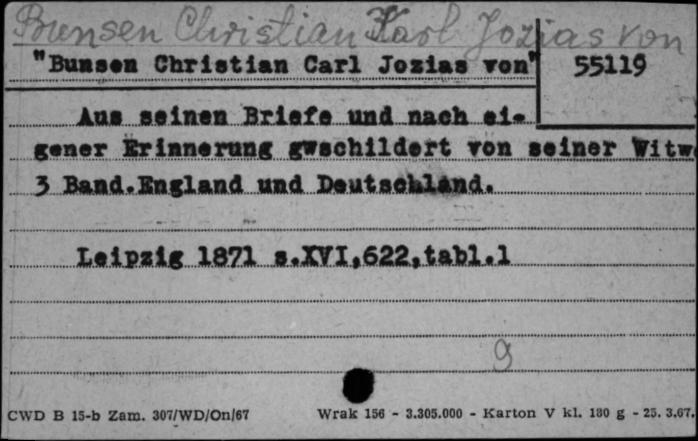 Bunsen Christian Karl Jozias von
"Bunsen Christian Carl Jozias von"
55119
Aus seinen Briefe und nach ei-
gener Erinnerung gwschildert von seiner Witw
3 Band.England und Deutschland.
Leipzig 1871 s.XVI,622,tabl.1
9
CWD B 15-b Zam. 307/WD/On/67 Wrak 156 - 3.305.000 - Karton V kl. 180 g - 25. 3.67.